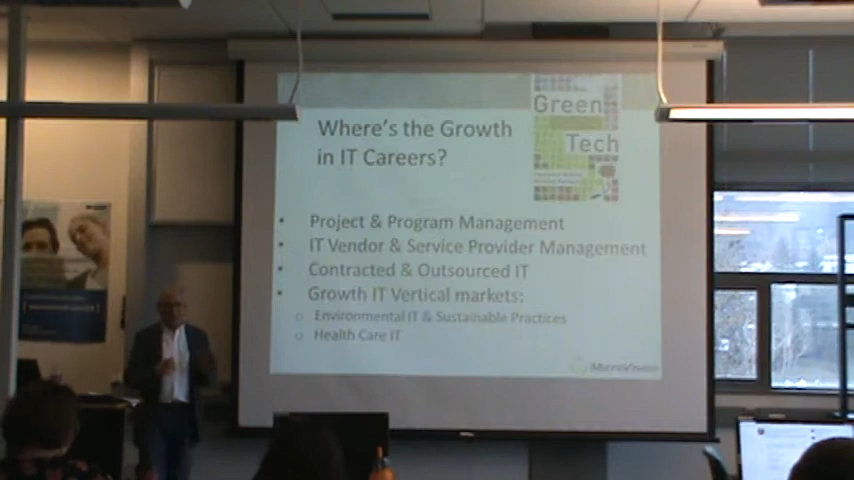 Green
Tech
Where's the Growth
in IT Careers?
• Project & Program Management
• IT Vendor & Service Provider Management
• Contracted & Outsourced IT
• Growth IT Vertical markets:
○ Environmental IT & Sustainable Practices
○ Health Care IT